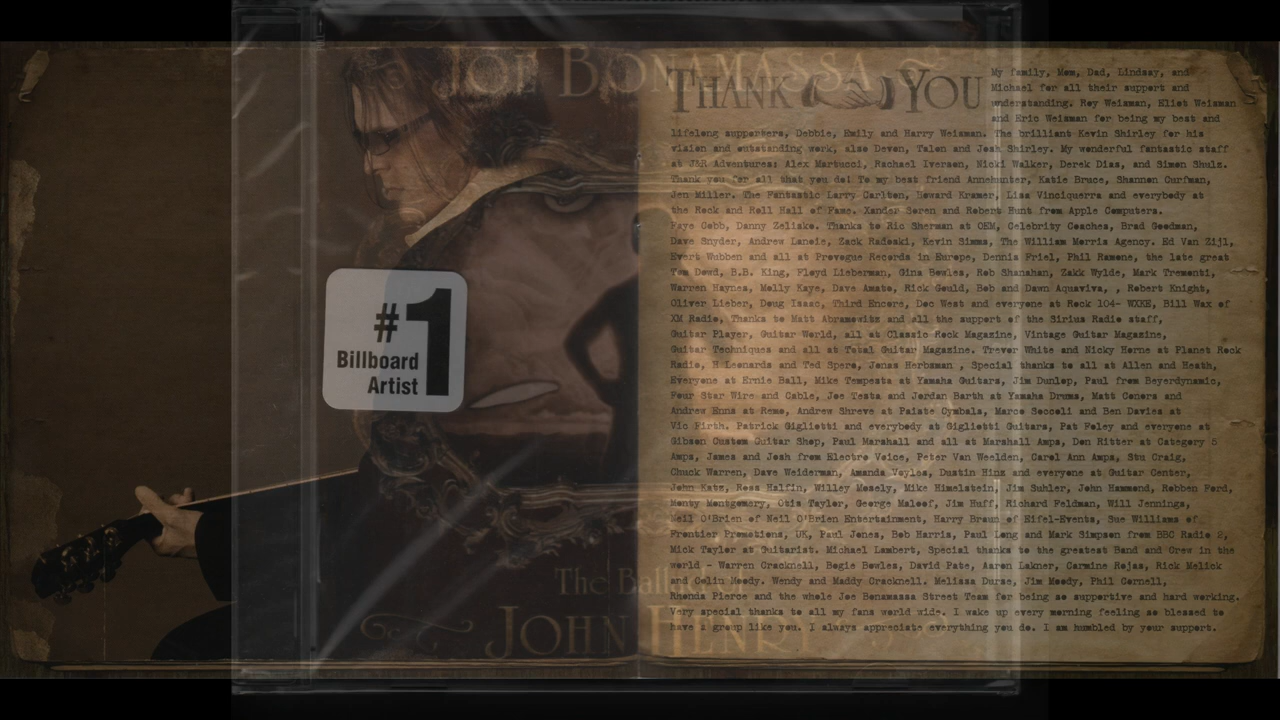 JOE BONAMASSA
THANK YOU
My family, Mom, Dad, Lindsay, and
Michael for all their support and
understanding. Roy Weisman, Eliot Weisman
and Eric Weisman for being my best and
lifelong supporters, Debbie, Emily and Harry Weisman. The brilliant Kevin Shirley for his
vision and outstanding work, also Devon, Talon and Josh Shirley. My wonderful fantastic staff
at J&R Adventures: Alex Martucci, Rachael Iverson, Nicki Walker, Derek Dias, and Simon Shulz.
Thank you for all that you do! To my best friend Annehunter, Katie Bruce, Shannon Curfman,
Jen Miller. The Fantastic Larry Carlton, Howard Kramer, Lisa Vinciquerra and everybody at
the Rock and Roll Hall of Fame. Xander Soren and Robert Hunt from Apple Computers.
Faye Cobb, Danny Zelisko. Thanks to Ric Sherman at OEM, Celebrity Coaches, Brad Goodman,
Dave Snyder, Andrew Lancie, Zack Radoski, Kevin Simms, The William Morris Agency. Ed Van Zijl,
Evert Wubben and all at Provogue Records in Europe, Dennis Friel, Phil Ramone, the late great
Tom Dowd, B.B. King, Floyd Lieberman, Gina Bowles, Rob Shanahan, Zakk Wylde, Mark Tremonti,
Warren Haynes, Molly Kaye, Dave Amato, Rick Gould, Bob and Dawn Aquaviva, , Robert Knight,
Oliver Lieber, Doug Isaac, Third Encore, Doc West and everyone at Rock 104- WXKE, Bill Wax of
XM Radio, Thanks to Matt Abramowitz and all the support of the Sirius Radio staff,
Guitar Player, Guitar World, all at Classic Rock Magazine, Vintage Guitar Magazine,
Guitar Techniques and all at Total Guitar Magazine. Trevor White and Nicky Horne at Planet Rock
Radio, H Leonards and Ted Spero, Jonas Herbsman , Special thanks to all at Allen and Heath,
Everyone at Ernie Ball, Mike Tempesta at Yamaha Guitars, Jim Dunlop, Paul from Beyerdynamic,
Four Star Wire and Cable, Joe Testa and Jordan Barth at Yamaha Drums, Matt Coners and
Andrew Enna at Remo, Andrew Shreve at Paiste Cymbals, Marco Soccoli and Ben Davies at
Vic Firth. Patrick Giglietti and everybody at Giglietti Guitars, Pat Foley and everyone at
Gibson Custom Guitar Shop, Paul Marshall and all at Marshall Amps, Don Ritter at Category 5
Amps, James and Josh from Electro Voice, Peter Van Weelden, Carol Ann Amps, Stu Craig,
Chuck Warren, Dave Weiderman, Amanda Voyles, Dustin Hinz and everyone at Guitar Center,
John Katz, Ross Halfin, Willey Mosely, Mike Himelstein, Jim Suhler, John Hammond, Robben Ford,
Monty Montgomery, Otis Taylor, George Maloof, Jim Huff, Richard Feldman, Will Jennings,
Neil O'Brien of Neil O'Brien Entertainment, Harry Braun of Eifel-Events, Sue Williams of
Frontier Promotions, UK, Paul Jones, Bob Harris, Paul Long and Mark Simpson from BBC Radio 2,
Mick Taylor at Guitarist. Michael Lambert, Special thanks to the greatest Band and Crew in the
world - Warren Cracknell, Bogie Bowles, David Pate, Aaron Lakner, Carmine Rojas, Rick Melick
and Colin Moody. Wendy and Maddy Cracknell. Melissa Durso, Jim Moody, Phil Cornell,
Rhonda Pierce and the whole Joe Bonamassa Street Team for being so supportive and hard working.
Very special thanks to all my fans world wide. I wake up every morning feeling so blessed to
have a group like you. I always appreciate everything you do. I am humbled by your support.
#1
Billboard
Artist
The Ball
JOHN HENRY